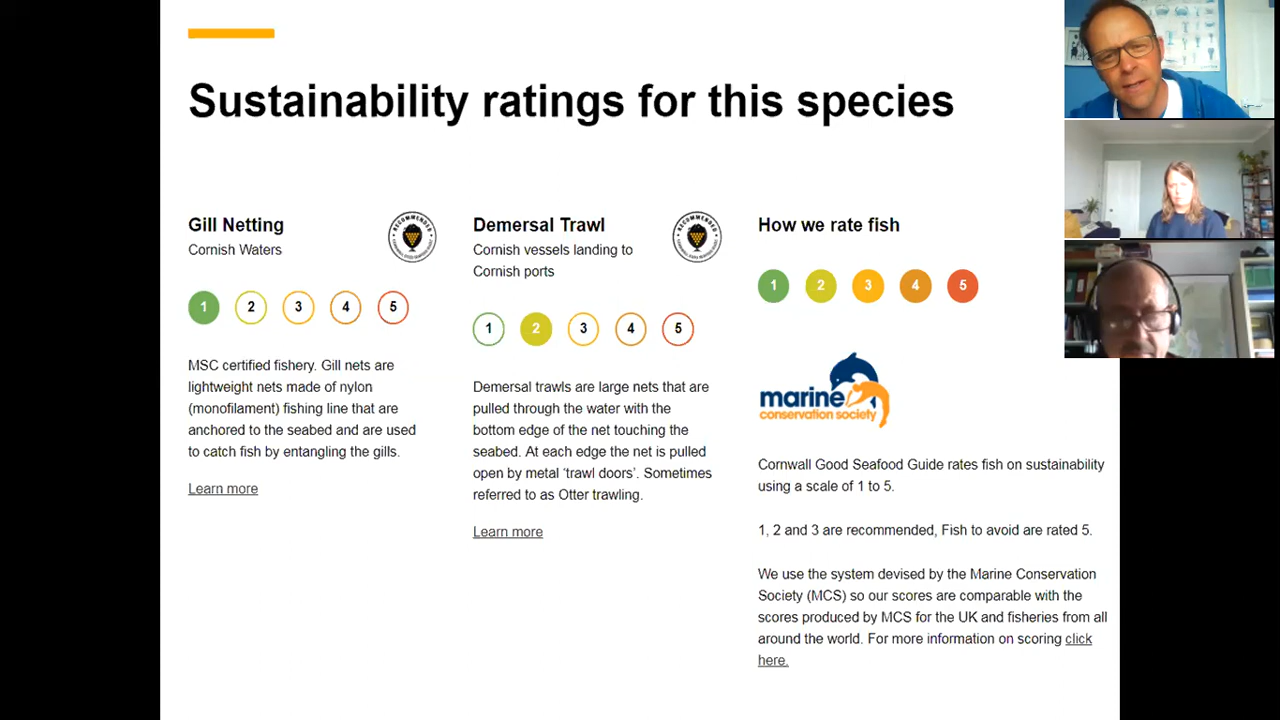 Sustainability ratings for this species
Gill Netting
Cornish Waters
RECOMMENDED
1 2 3 4 5
MSC certified fishery. Gill nets are
lightweight nets made of nylon
(monofilament) fishing line that are
anchored to the seabed and are used
to catch fish by entangling the gills.
Learn more
Demersal Trawl
Cornish vessels landing to
Cornish ports
RECOMMENDED
1 2 3 4 5
Demersal trawls are large nets that are
pulled through the water with the
bottom edge of the net touching the
seabed. At each edge the net is pulled
open by metal ‘trawl doors’. Sometimes
referred to as Otter trawling.
Learn more
How we rate fish
1 2 3 4 5
marine
conservation society
Cornwall Good Seafood Guide rates fish on sustainability
using a scale of 1 to 5.
1, 2 and 3 are recommended, Fish to avoid are rated 5.
We use the system devised by the Marine Conservation
Society (MCS) so our scores are comparable with the
scores produced by MCS for the UK and fisheries from all
around the world. For more information on scoring click
here.